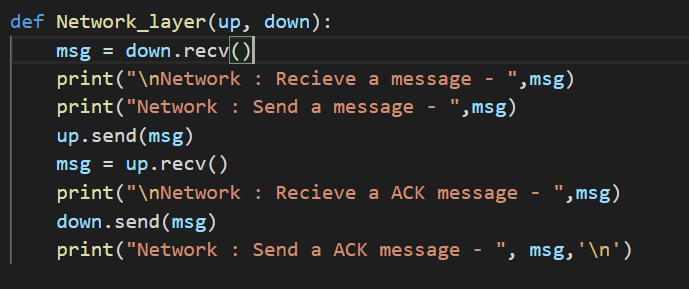 def Network_layer(up, down):
    msg = down.recv()
    print("\nNetwork : Recieve a message - ",msg)
    print("Network : Send a message - ",msg)
    up.send(msg)
    msg = up.recv()
    print("\nNetwork : Recieve a ACK message - ",msg)
    down.send(msg)
    print("Network : Send a ACK message - ", msg,'\n')